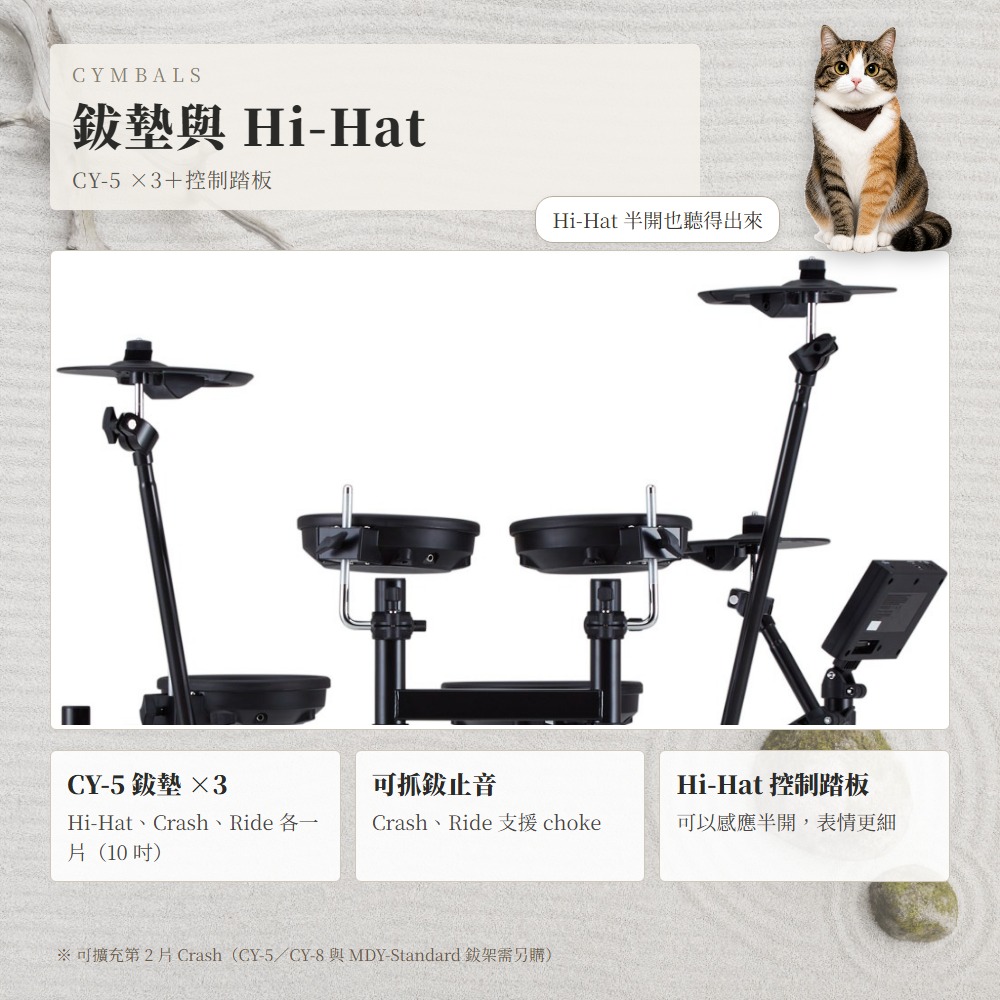 CYMBALS
鈸墊與 Hi-Hat
CY-5 ×3＋控制踏板
Hi-Hat 半開也聽得出來
CY-5 鈸墊 ×3
Hi-Hat、Crash、Ride 各一
片（10 吋）
可抓鈸止音
Crash、Ride 支援 choke
Hi-Hat 控制踏板
可以感應半開，表情更細
※ 可擴充第 2 片 Crash（CY-5／CY-8 與 MDY-Standard 鈸架需另購）